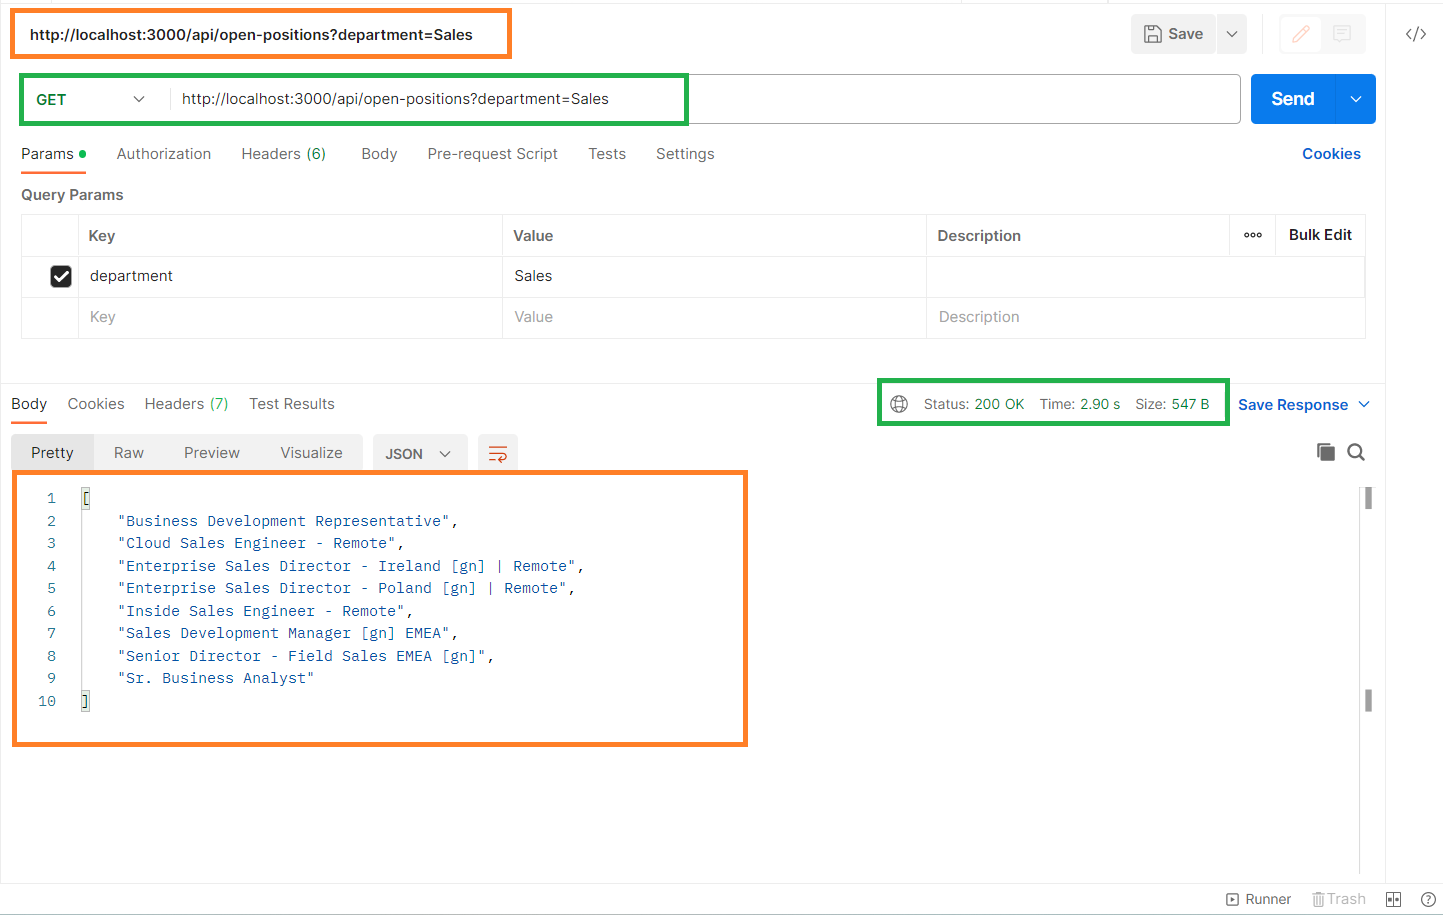 http://localhost:3000/api/open-positions?department=Sales
Save
GET http://localhost:3000/api/open-positions?department=Sales
Send
Params Authorization Headers (6) Body Pre-request Script Tests Settings Cookies
Query Params
Key Value Description Bulk Edit
department Sales
Key Value Description
Body Cookies Headers (7) Test Results Status: 200 OK Time: 2.90 s Size: 547 B Save Response
Pretty Raw Preview Visualize JSON
1 [
2 "Business Development Representative",
3 "Cloud Sales Engineer - Remote",
4 "Enterprise Sales Director - Ireland [gn] | Remote",
5 "Enterprise Sales Director - Poland [gn] | Remote",
6 "Inside Sales Engineer - Remote",
7 "Sales Development Manager [gn] EMEA",
8 "Senior Director - Field Sales EMEA [gn]",
9 "Sr. Business Analyst"
10 ]
Runner Trash